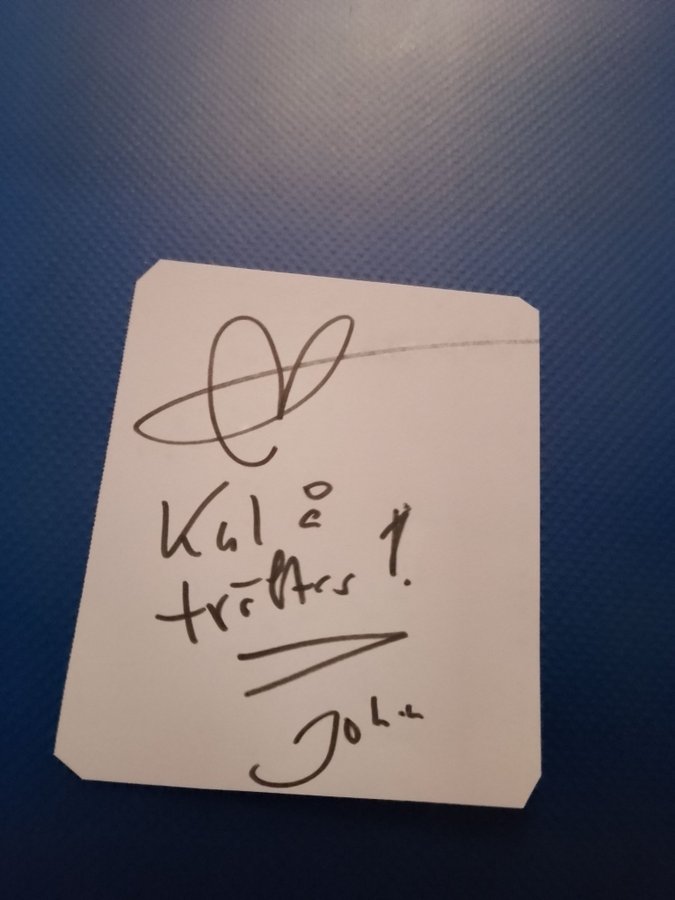 Kul å
träffas!
John